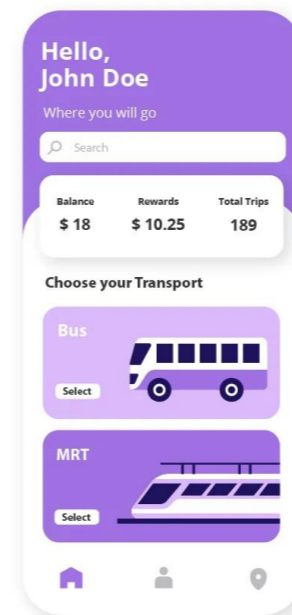 Hello,
John Doe
Where you will go
Search
Balance Rewards Total Trips
$ 18 $ 10.25 189
Choose your Transport
Bus
Select
MRT
Select